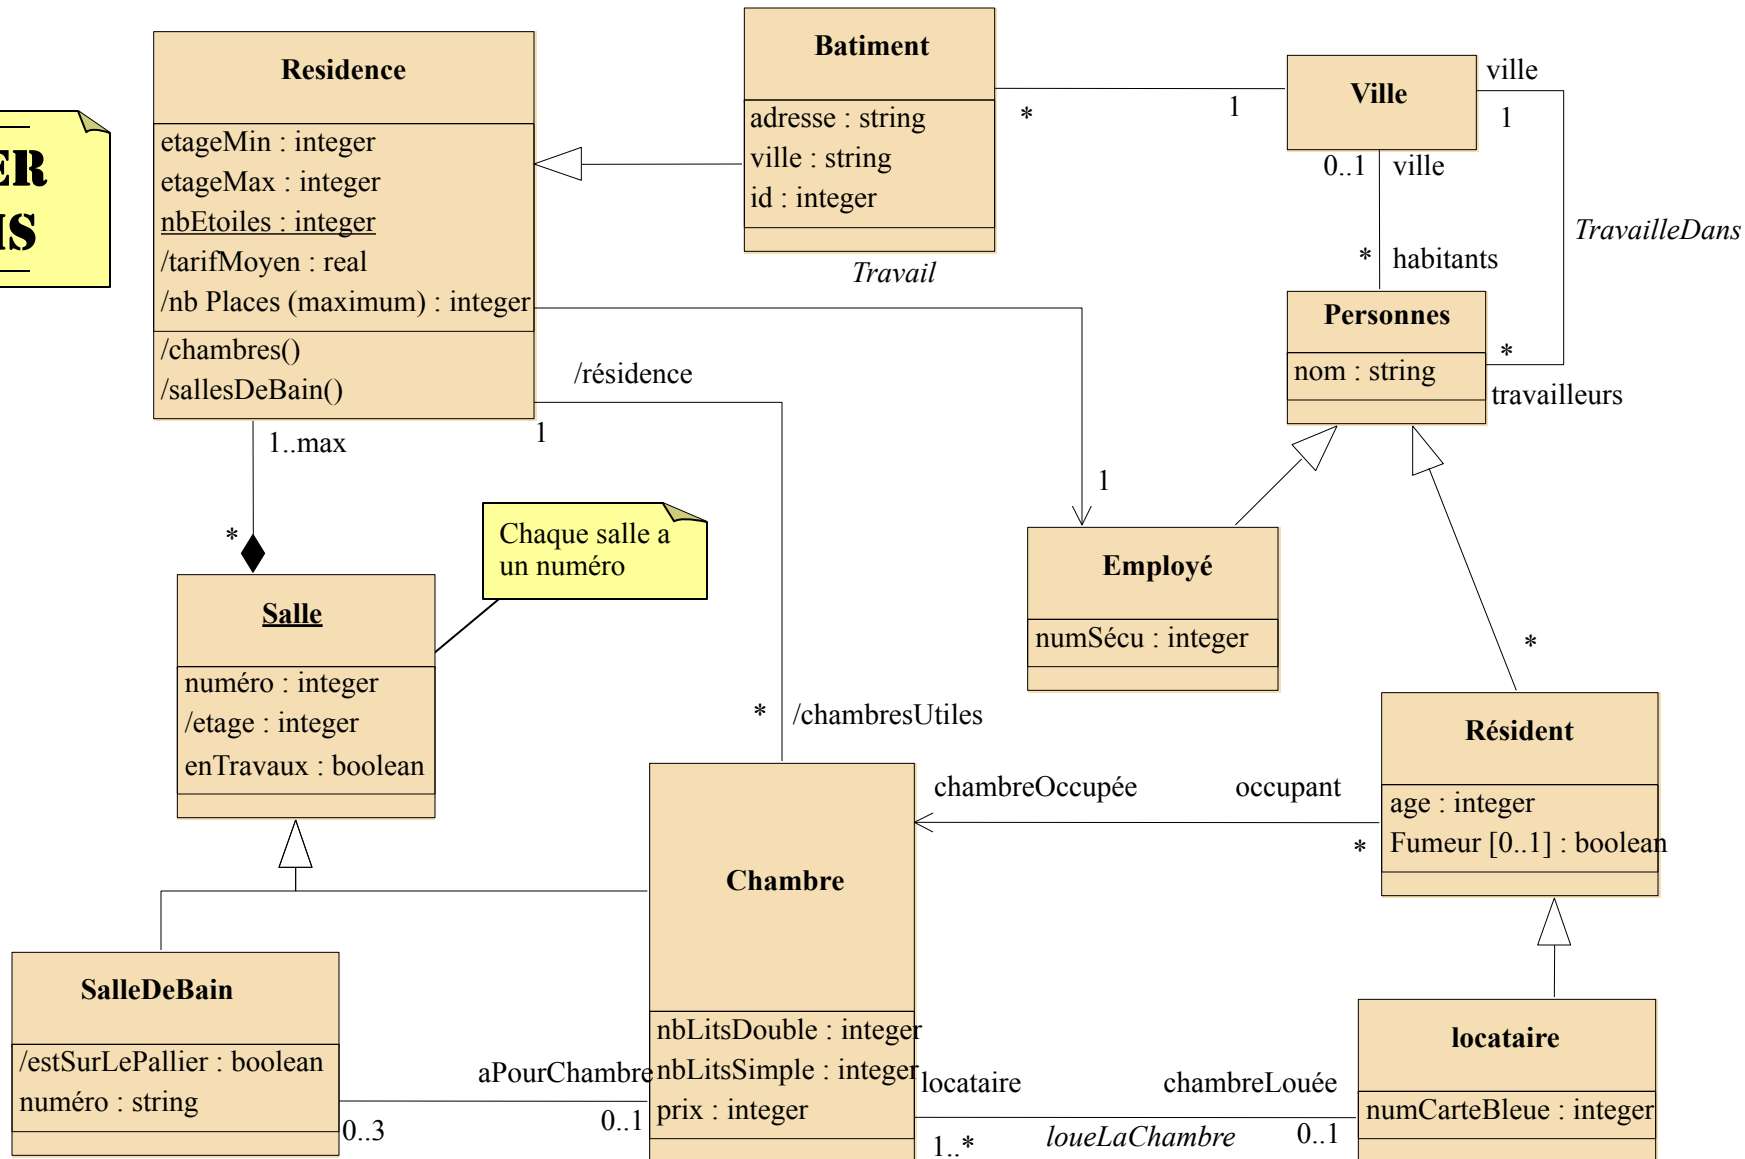 Residence
etageMin : integer
etageMax : integer
nbEtoiles : integer
/tarifMoyen : real
/nb Places (maximum) : integer
/chambres()
/sallesDeBain()
Batiment
adresse : string
ville : string
id : integer
*
1
Ville
ville
1
0..1
ville
TravailleDans
*
habitants
Personnes
nom : string
*
travailleurs
Travail
1
/résidence
1
1..max
*
Chaque salle a
un numéro
Salle
numéro : integer
/etage : integer
enTravaux : boolean
Employé
numSécu : integer
*
*
/chambresUtiles
Résident
age : integer
Fumeur [0..1] : boolean
chambreOccupée
occupant
*
Chambre
nbLitsDouble : integer
nbLitsSimple : integer
prix : integer
SalleDeBain
/estSurLePallier : boolean
numéro : string
aPourChambre
0..3
0..1
locataire
chambreLouée
1..*
loueLaChambre
0..1
locataire
numCarteBleue : integer